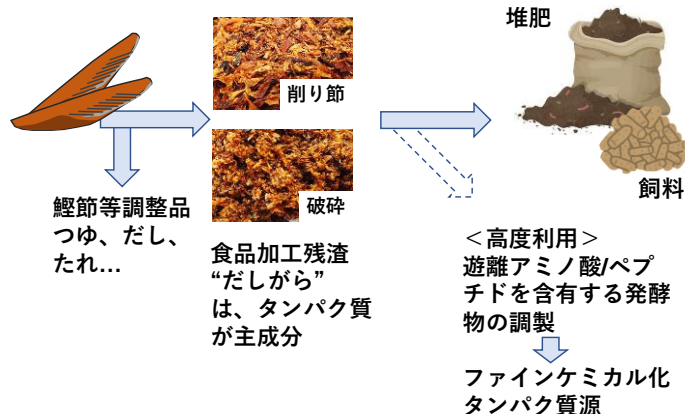 堆肥
削り節
破砕
飼料
鰹節等調整品
つゆ、だし、
たれ…
食品加工残渣
“だしがら”
は、タンパク質
が主成分
＜高度利用＞
遊離アミノ酸/ペプ
チドを含有する発酵
物の調製
ファインケミカル化
タンパク質源